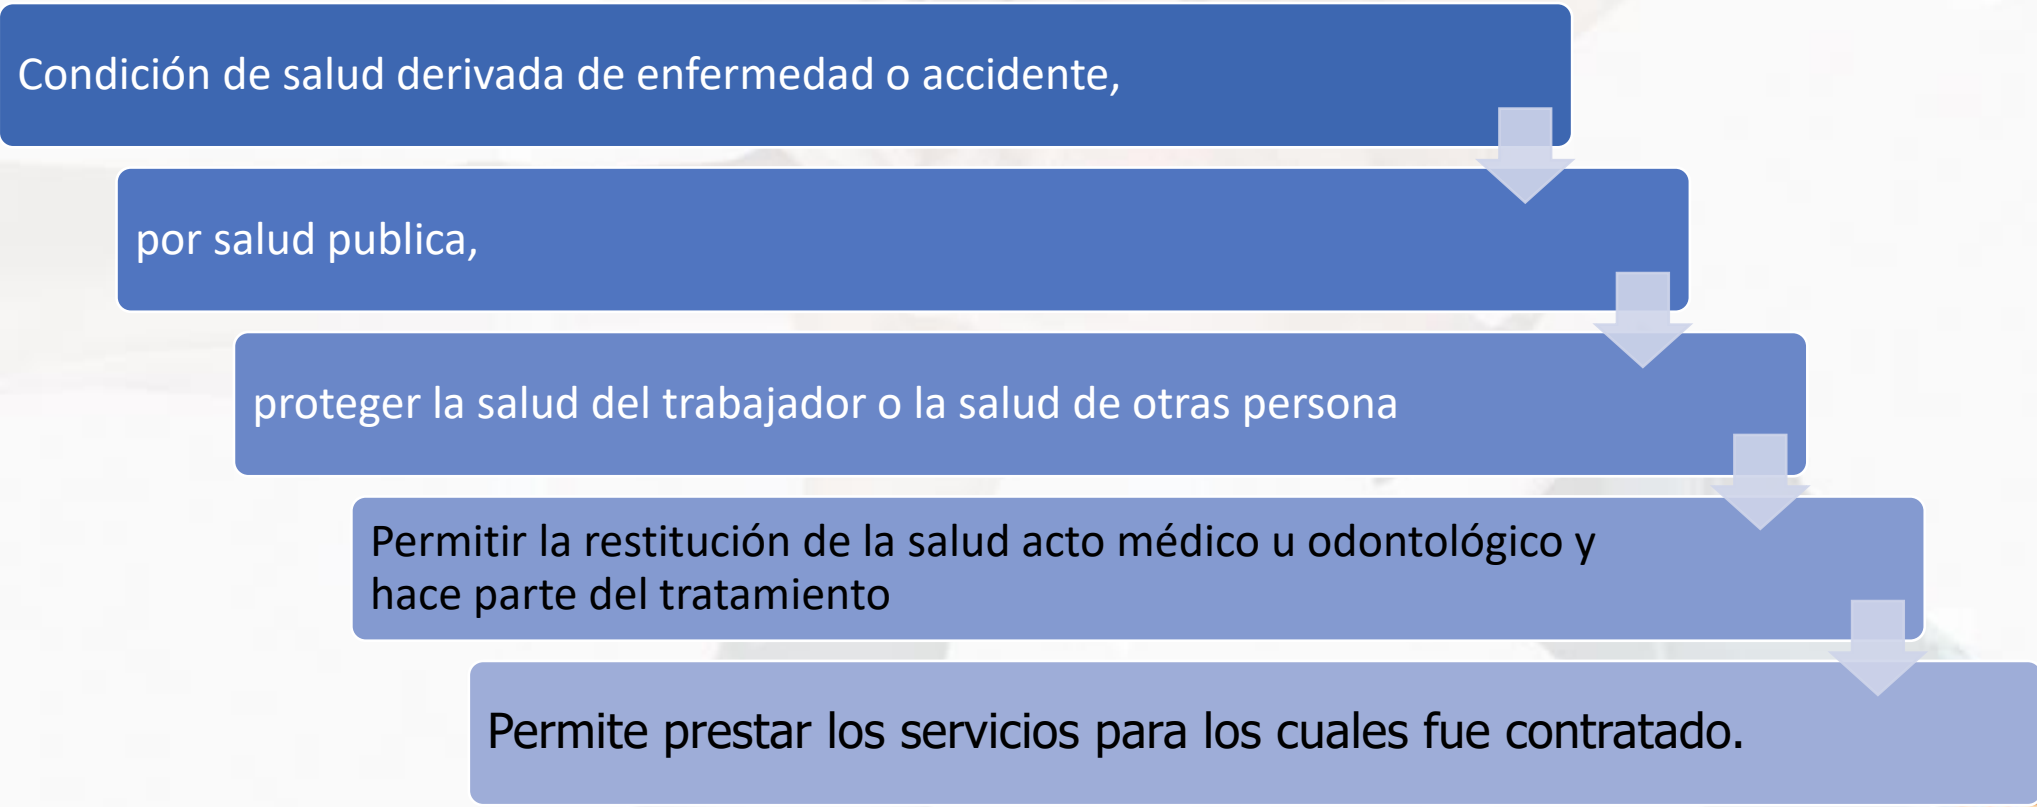 Condición de salud derivada de enfermedad o accidente,
por salud publica,
proteger la salud del trabajador o la salud de otras persona
Permitir la restitución de la salud acto médico u odontológico y
hace parte del tratamiento
Permite prestar los servicios para los cuales fue contratado.